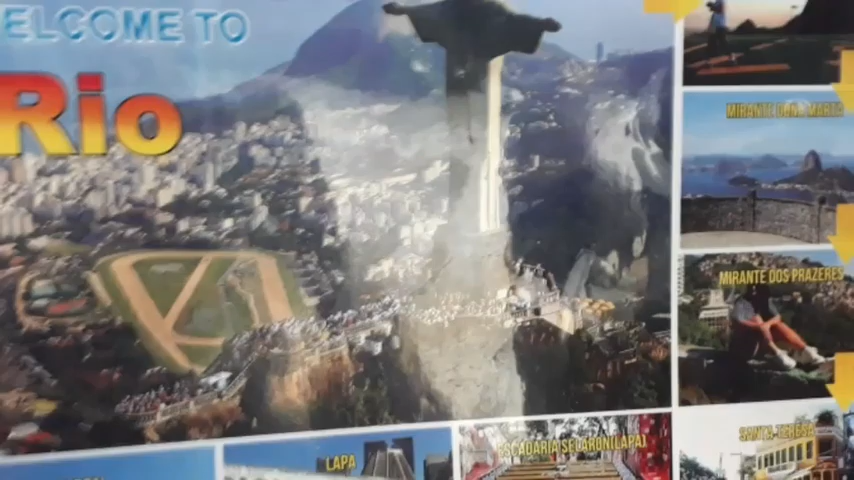 ELCOME TO
Rio
MIRANTE DONA MARTA
MIRANTE DOS PRAZERES
SANTA TERESA
LAPA
ESCADARIA SELARON(LAPA)